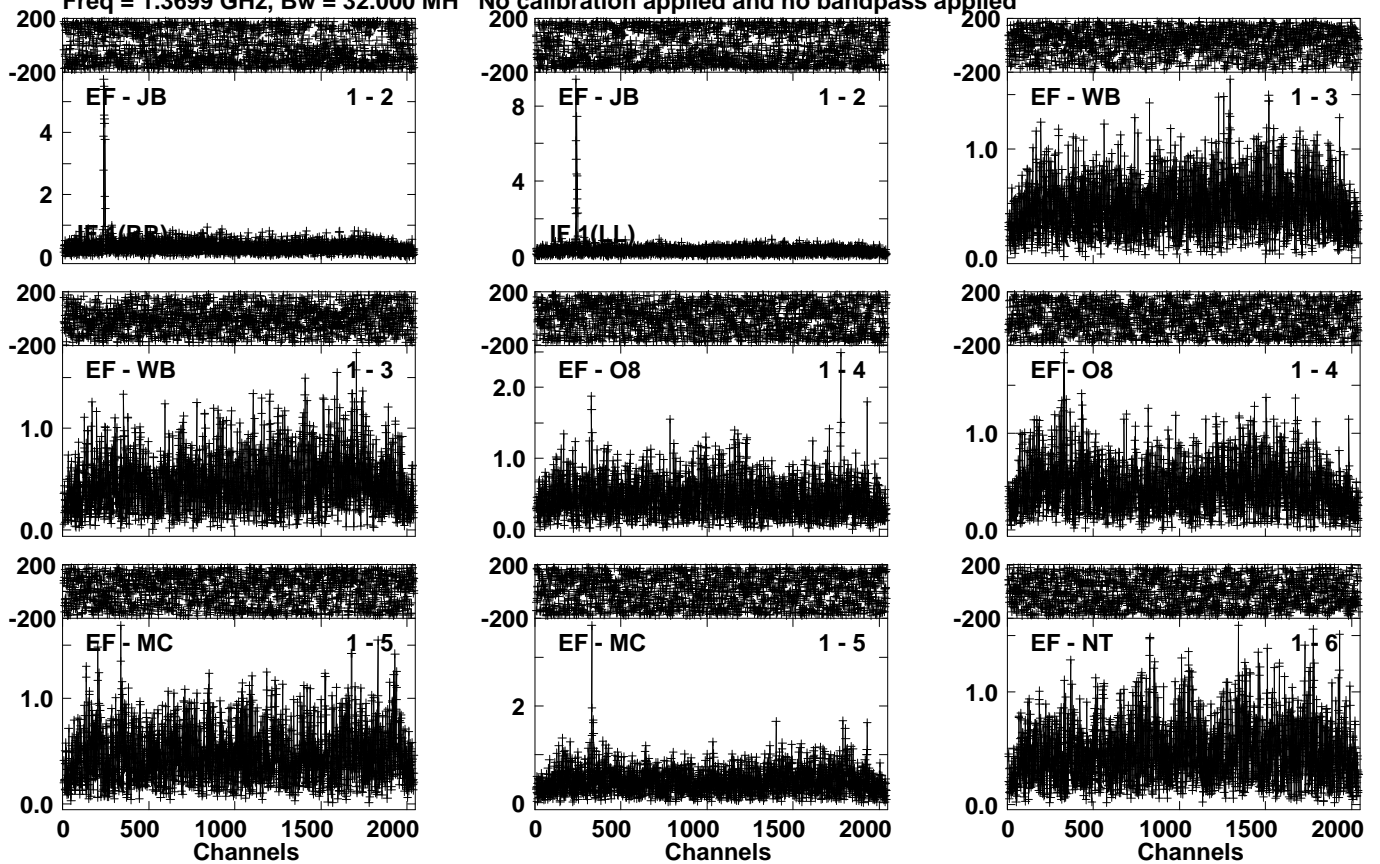 Freq = 1.3699 GHz, Bw = 32.000 MH No calibration applied and no bandpass applied
200 200 200
-200 -200 -200
EF - JB 1 - 2 EF - JB 1 - 2 EF - WB 1 - 3
4 8 1.0
2 4
IF 1(RR) IF 1(LL)
0 0 0.0
200 200 200
-200 -200 -200
EF - WB 1 - 3 EF - O8 1 - 4 EF - O8 1 - 4
1.0 2.0 1.0
1.0
0.0 0.0 0.0
200 200 200
-200 -200 -200
EF - MC 1 - 5 EF - MC 1 - 5 EF - NT 1 - 6
1.0 2 1.0
0.0 0 0.0
0 500 1000 1500 2000 0 500 1000 1500 2000 0 500 1000 1500 2000
Channels Channels Channels